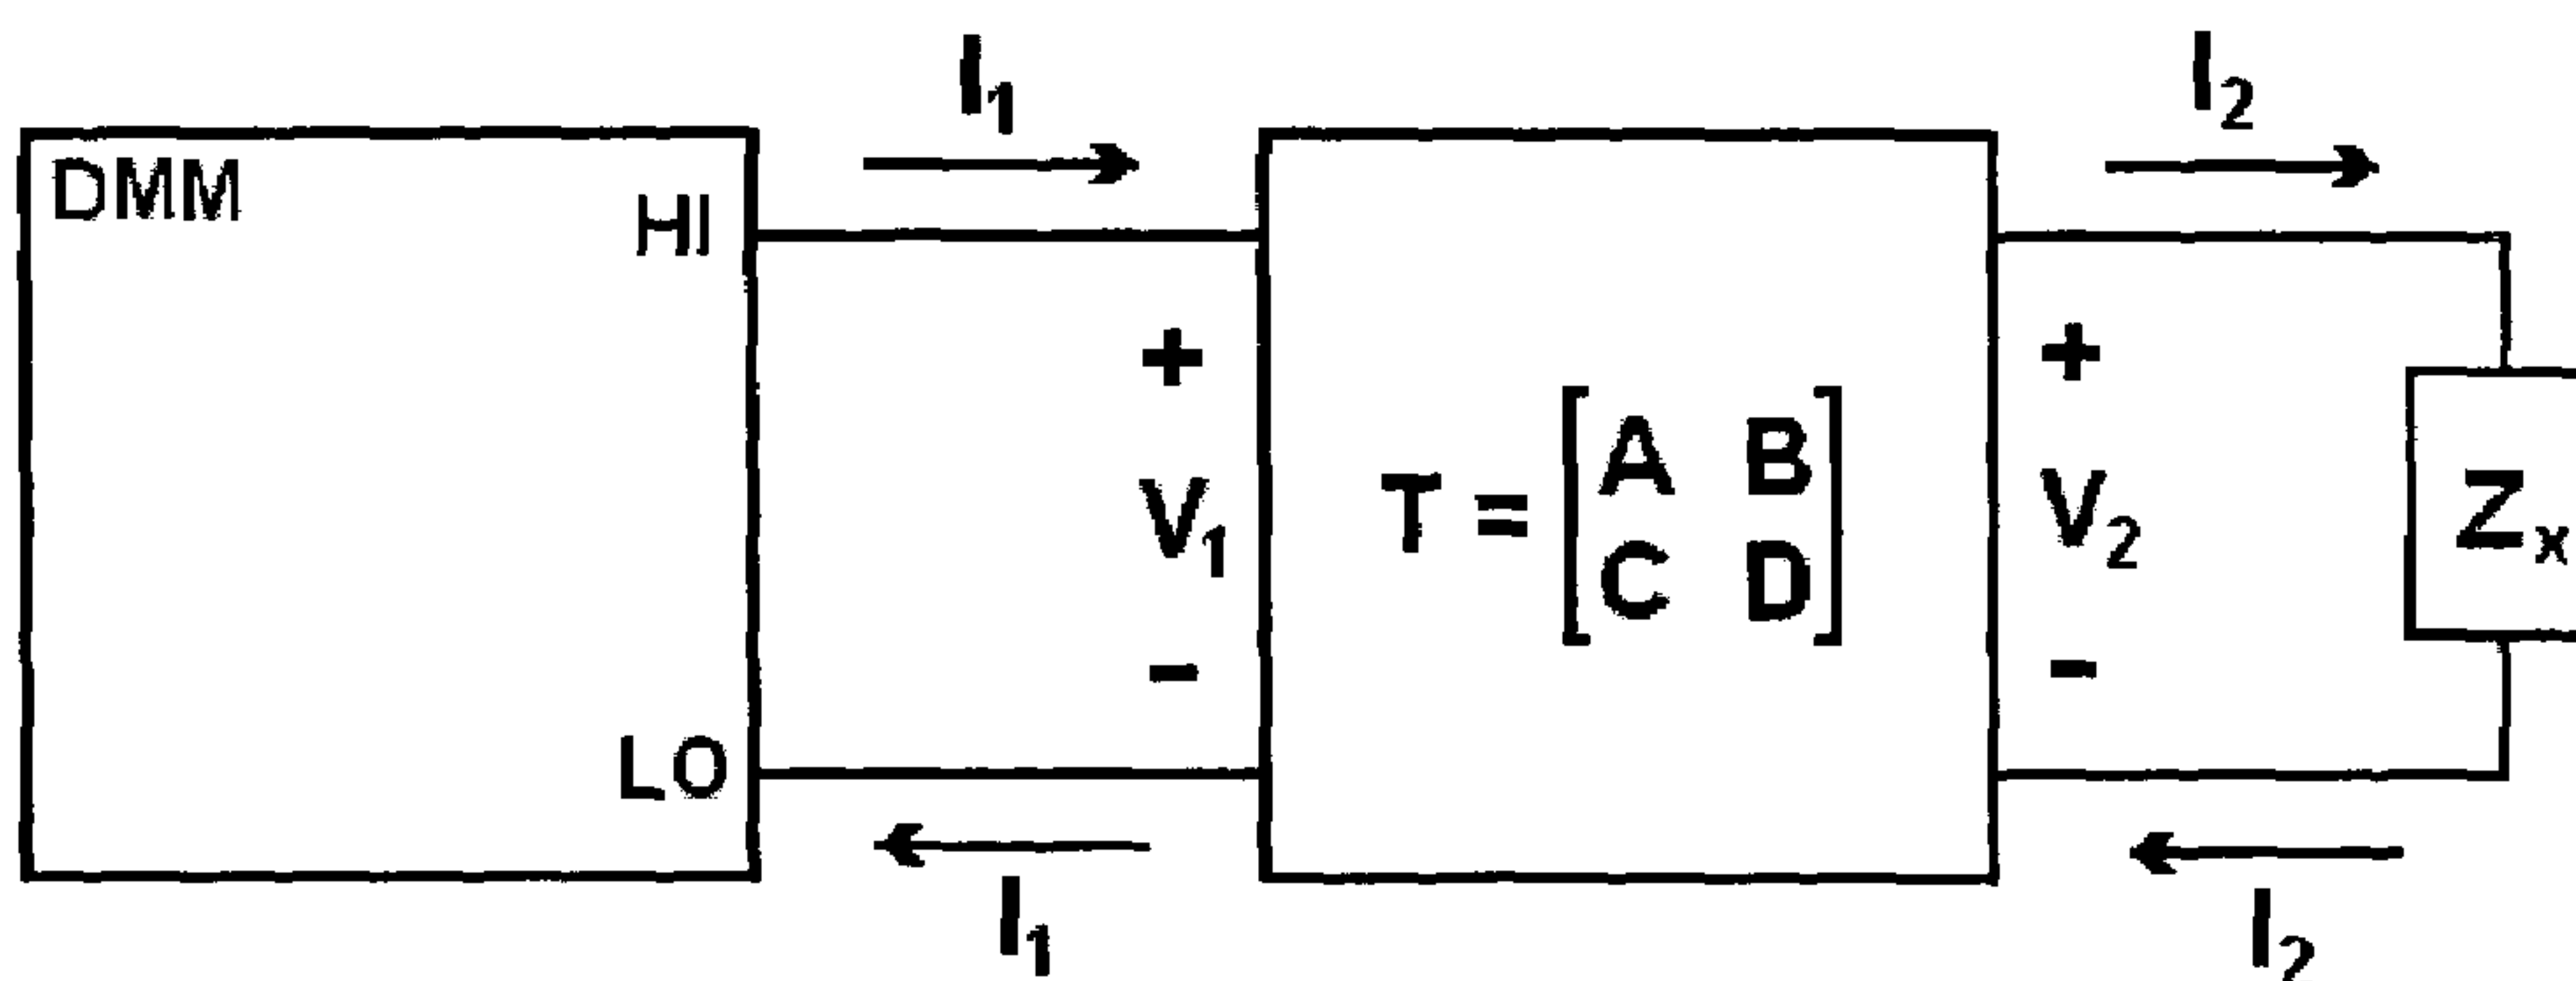 I₁
I₂
DMM
HI
+
+
V₁
T = [A B
C D]
V₂
Zₓ
-
-
LO
I₁
I₂